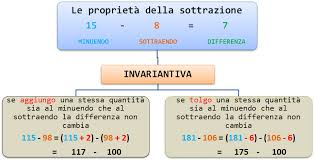 Le proprietà della sottrazione
15 - 8 = 7
MINUENDO SOTTRAENDO DIFFERENZA
INVARIANTIVA
se aggiungo una stessa quantità
sia al minuendo che al
sottraendo la differenza non
cambia
115 - 98 = (115 + 2) - (98 + 2)
= 117 - 100
se tolgo una stessa quantità
sia al minuendo che al
sottraendo la differenza non
cambia
181 - 106 = (181 - 6) - (106 - 6)
= 175 - 100